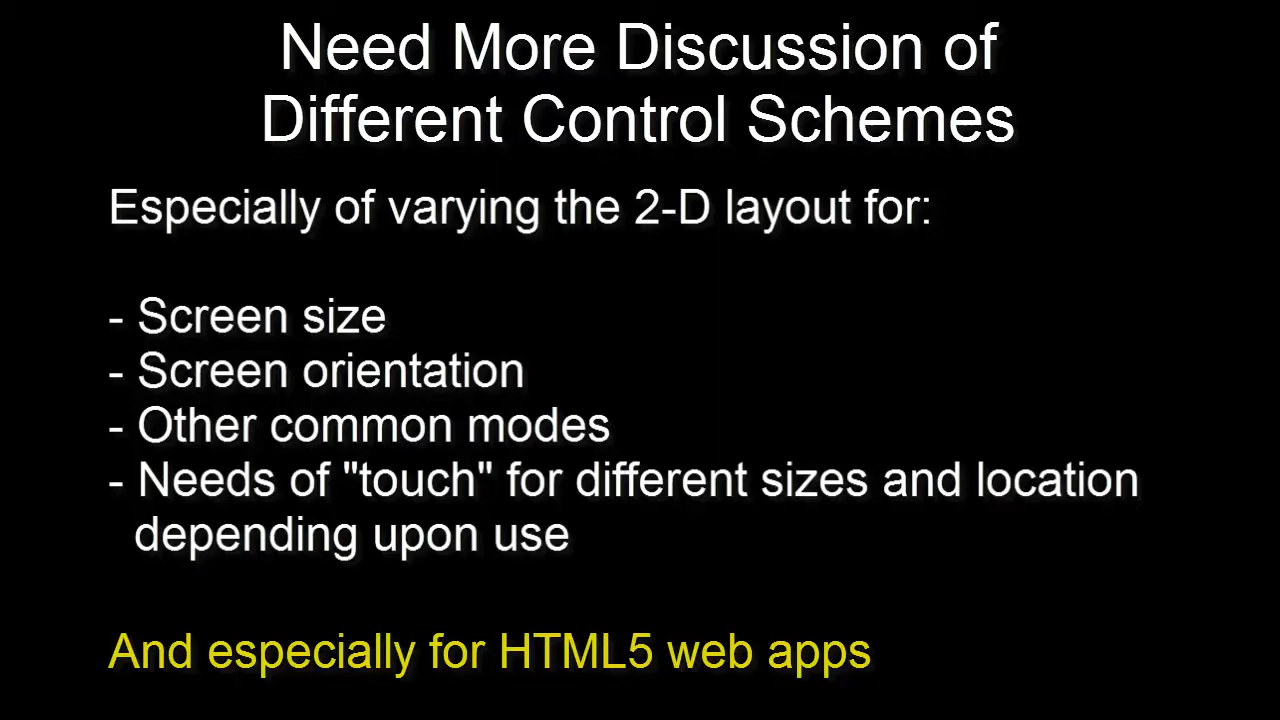 Need More Discussion of
Different Control Schemes
Especially of varying the 2-D layout for:
- Screen size
- Screen orientation
- Other common modes
- Needs of "touch" for different sizes and location
depending upon use
And especially for HTML5 web apps